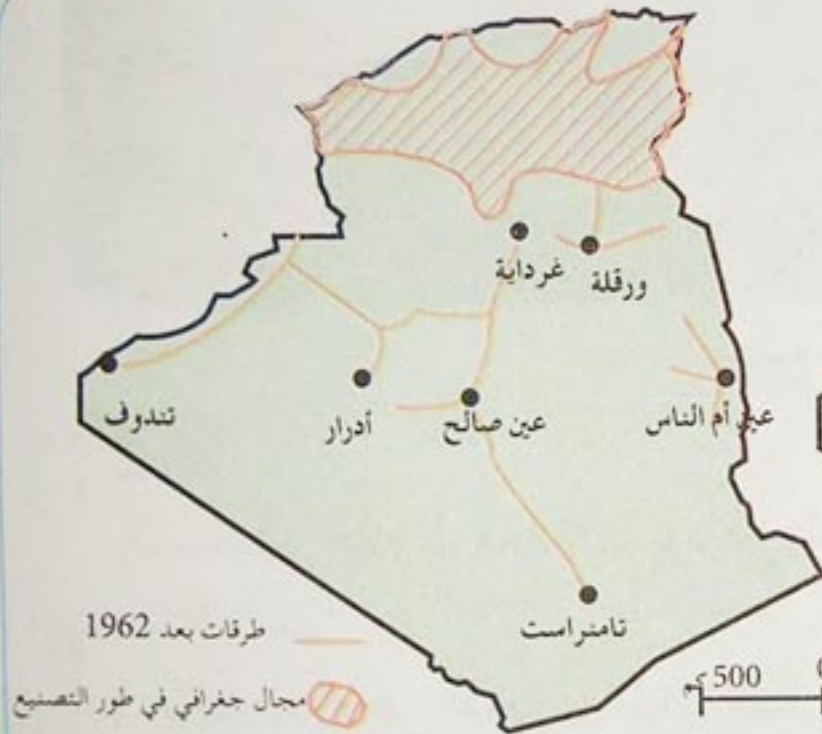 غرداية
ورقلة
تندوف
أدرار
عين صالح
عين أم الناس
تامنراست
طرقات بعد 1962
مجال جغرافي في طور التصنيع
500 كم